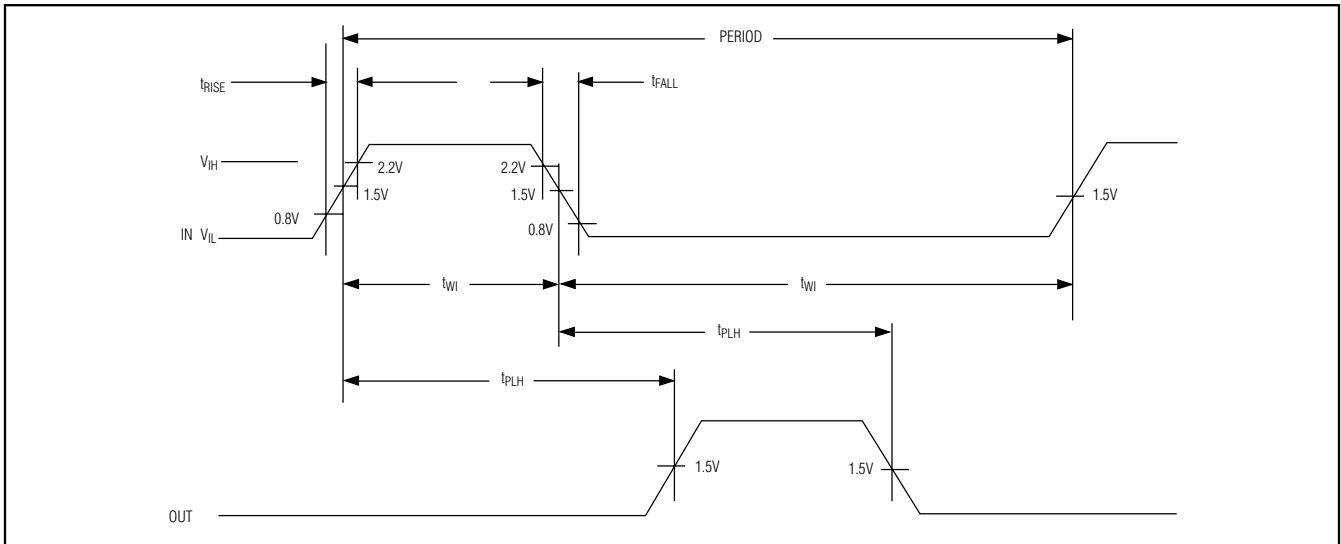 PERIOD
tRISE
tFALL
VIH
2.2V
2.2V
1.5V
1.5V
1.5V
0.8V
0.8V
IN VIL
tWI
tWI
tPLH
tPLH
1.5V
1.5V
OUT